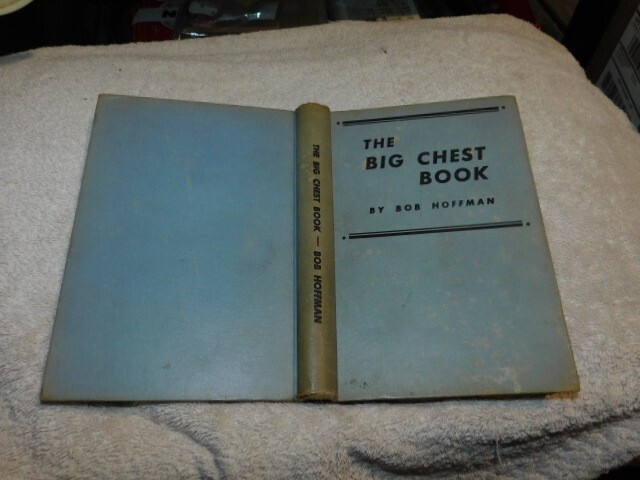 THE BIG CHEST BOOK — BOB HOFFMAN
THE
BIG CHEST
BOOK
BY BOB HOFFMAN